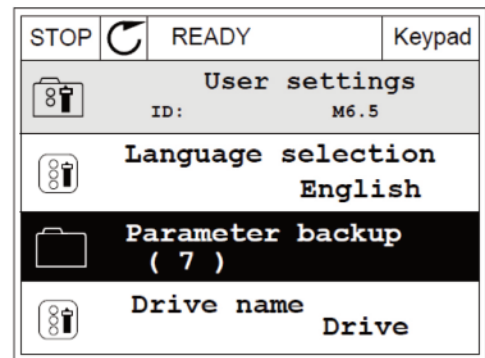 STOP READY Keypad
User settings
ID: M6.5
Language selection
English
Parameter backup
( 7 )
Drive name
Drive